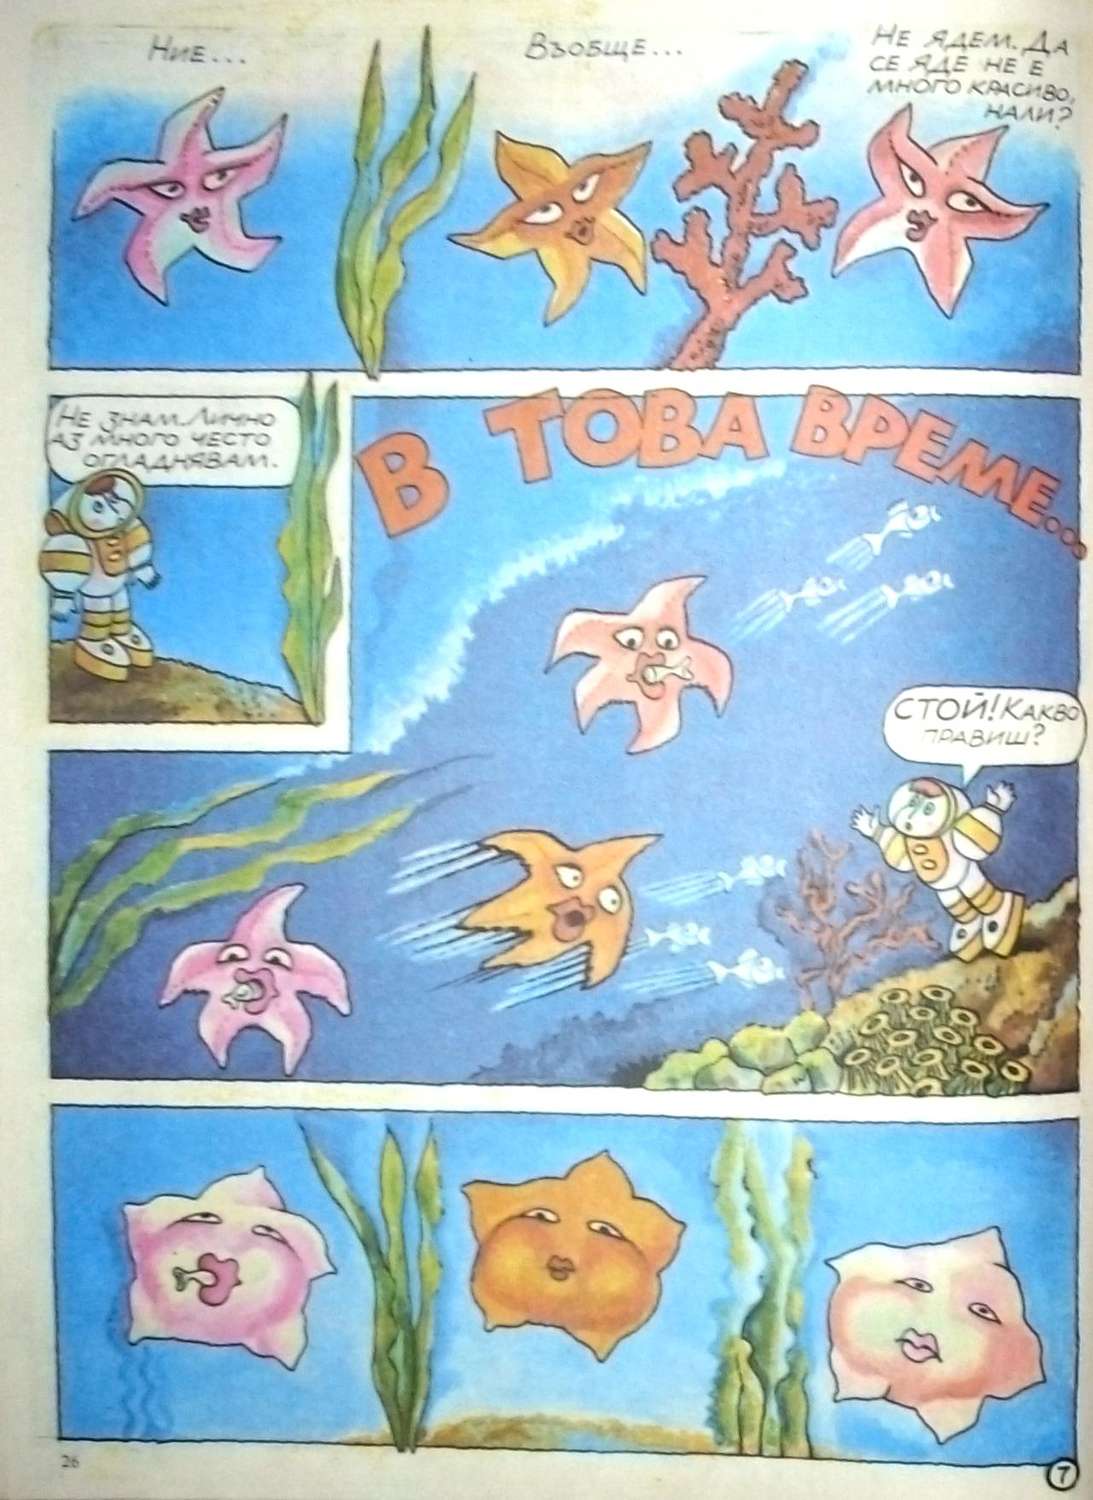 Ние...
Въобще...
Не ядем. Да
се яде не е
много красиво,
нали?
Не знам. Лично
аз много често
огладнявам.
В ТОВА ВРЕМЕ...
СТОЙ! Какво
правиш?
26
7